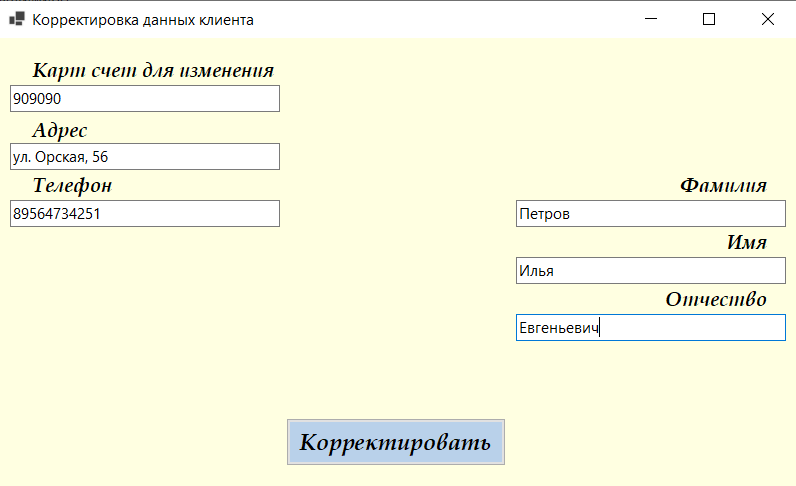 Корректировка данных клиента
Карт счет для изменения
909090
Адрес
ул. Орская, 56
Телефон
89564734251
Фамилия
Петров
Имя
Илья
Отчество
Евгеньевич
Корректировать